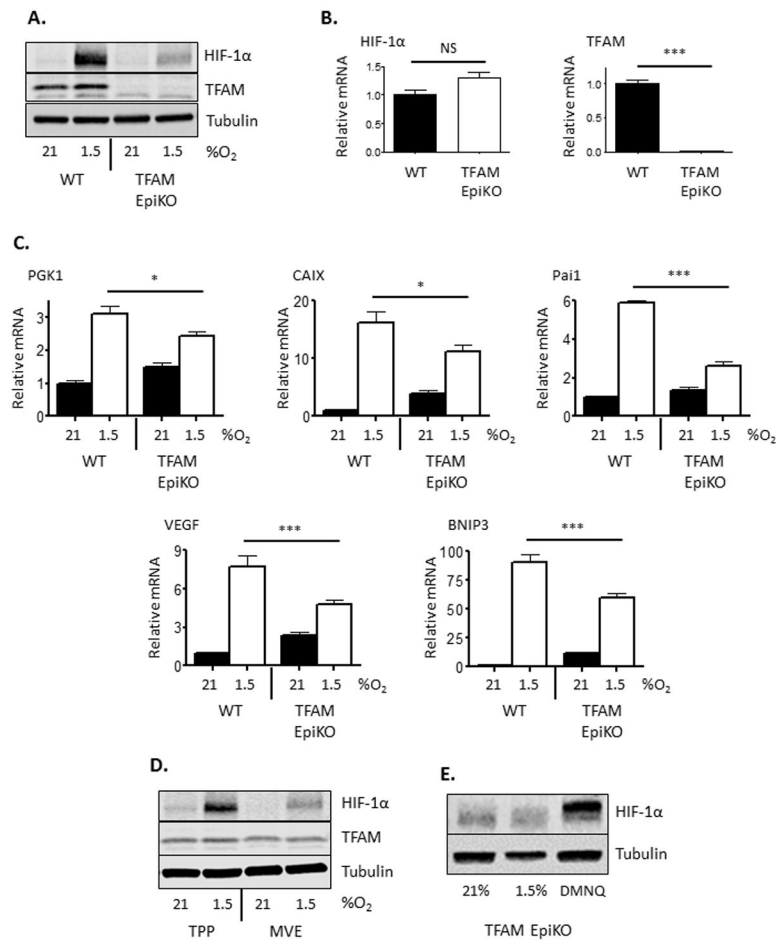 A.
HIF-1α
TFAM
Tubulin
21 1.5 21 1.5 %O₂
WT TFAM
EpiKO
B.
HIF-1α
NS
Relative mRNA
1.5
1.0
0.5
0.0
WT
TFAM
EpiKO
TFAM
***
Relative mRNA
1.0
0.5
0.0
WT
TFAM
EpiKO
C.
PGK1
*
Relative mRNA
3
2
1
0
21 1.5 21 1.5 %O₂
WT TFAM
EpiKO
CAIX
*
Relative mRNA
20
10
0
21 1.5 21 1.5 %O₂
WT TFAM
EpiKO
Pai1
***
Relative mRNA
6
4
2
0
21 1.5 21 1.5 %O₂
WT TFAM
EpiKO
VEGF
***
Relative mRNA
9
6
3
0
21 1.5 21 1.5 %O₂
WT TFAM
EpiKO
BNIP3
***
Relative mRNA
100
75
50
25
0
21 1.5 21 1.5 %O₂
WT TFAM
EpiKO
D.
HIF-1α
TFAM
Tubulin
21 1.5 21 1.5 %O₂
TPP MVE
E.
HIF-1α
Tubulin
21% 1.5% DMNQ
TFAM EpiKO